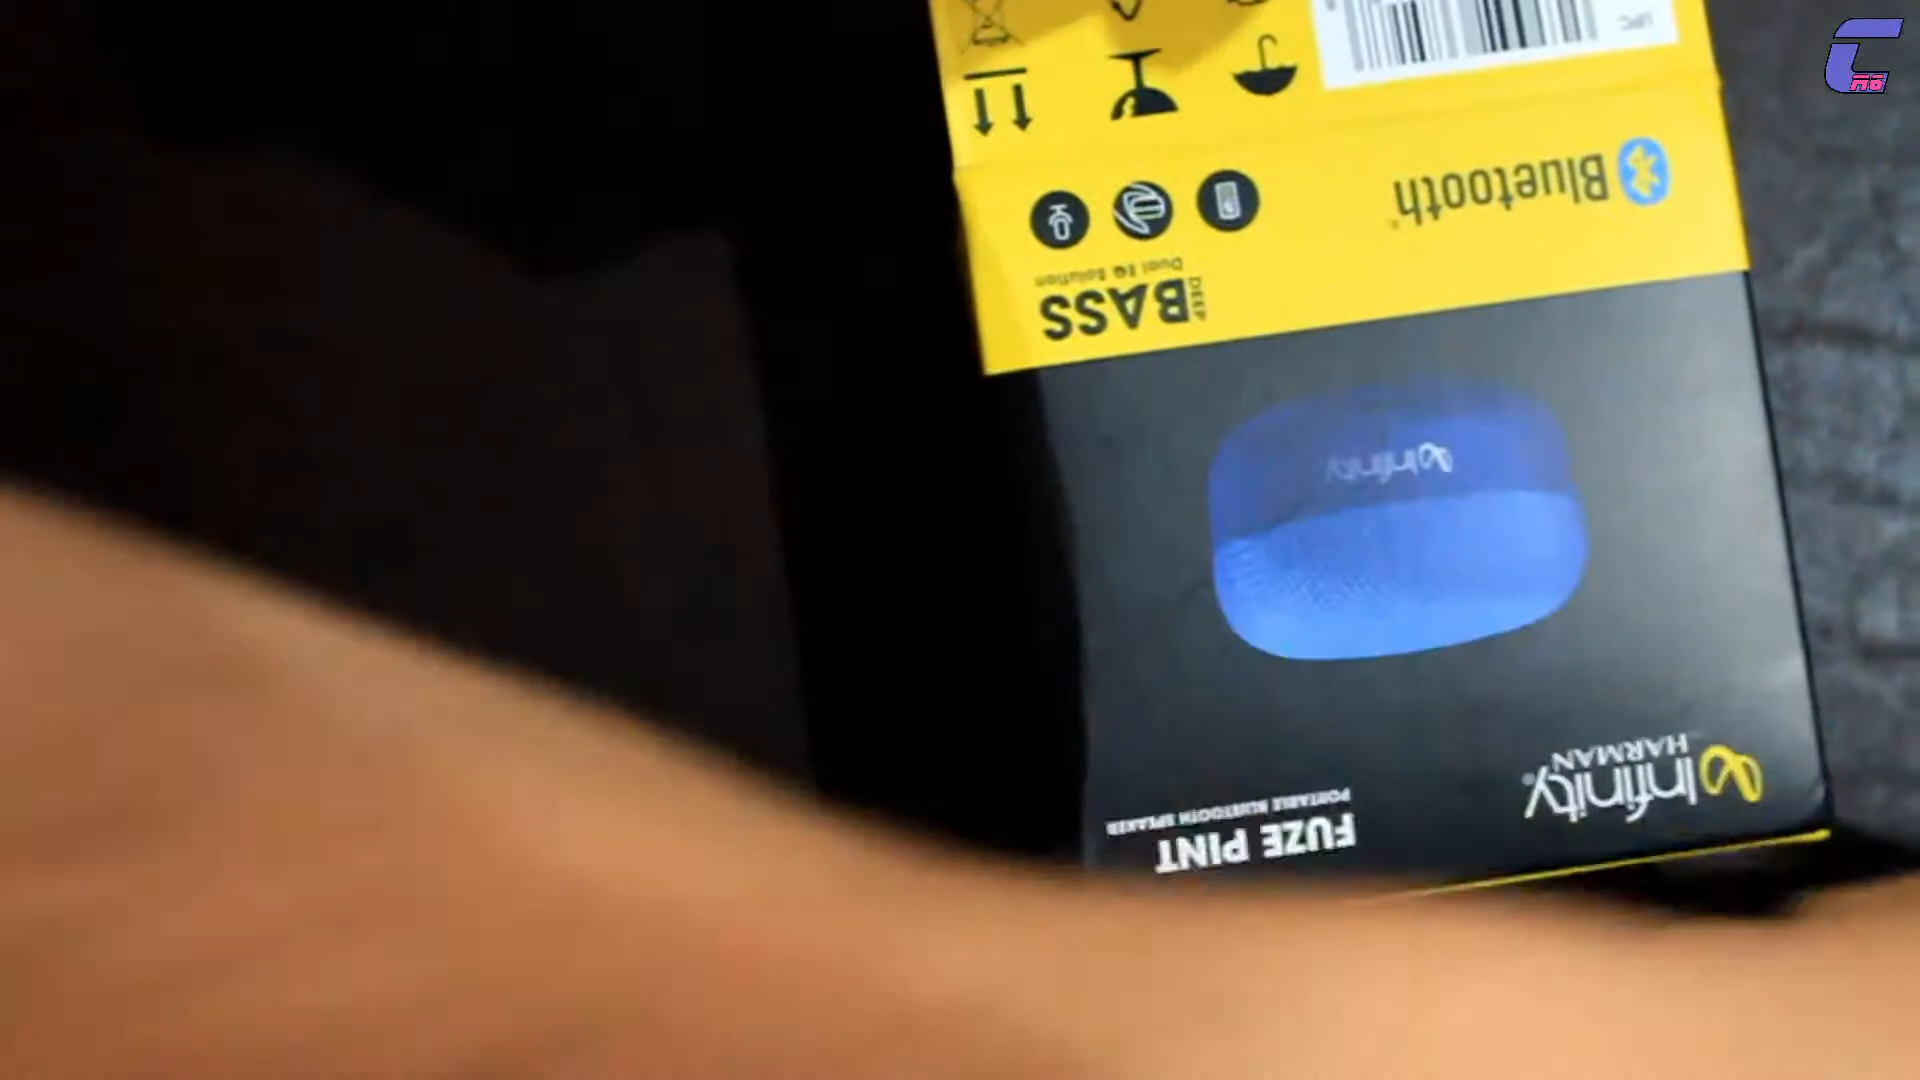 Infinity
HARMAN
FUZE PINT
PORTABLE BLUETOOTH SPEAKER
Infinity
DEEP
BASS
Dual EQ Solution
Bluetooth
UPC